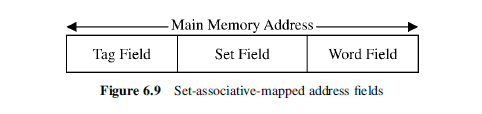 Main Memory Address
Tag Field Set Field Word Field
Figure 6.9 Set-associative-mapped address fields